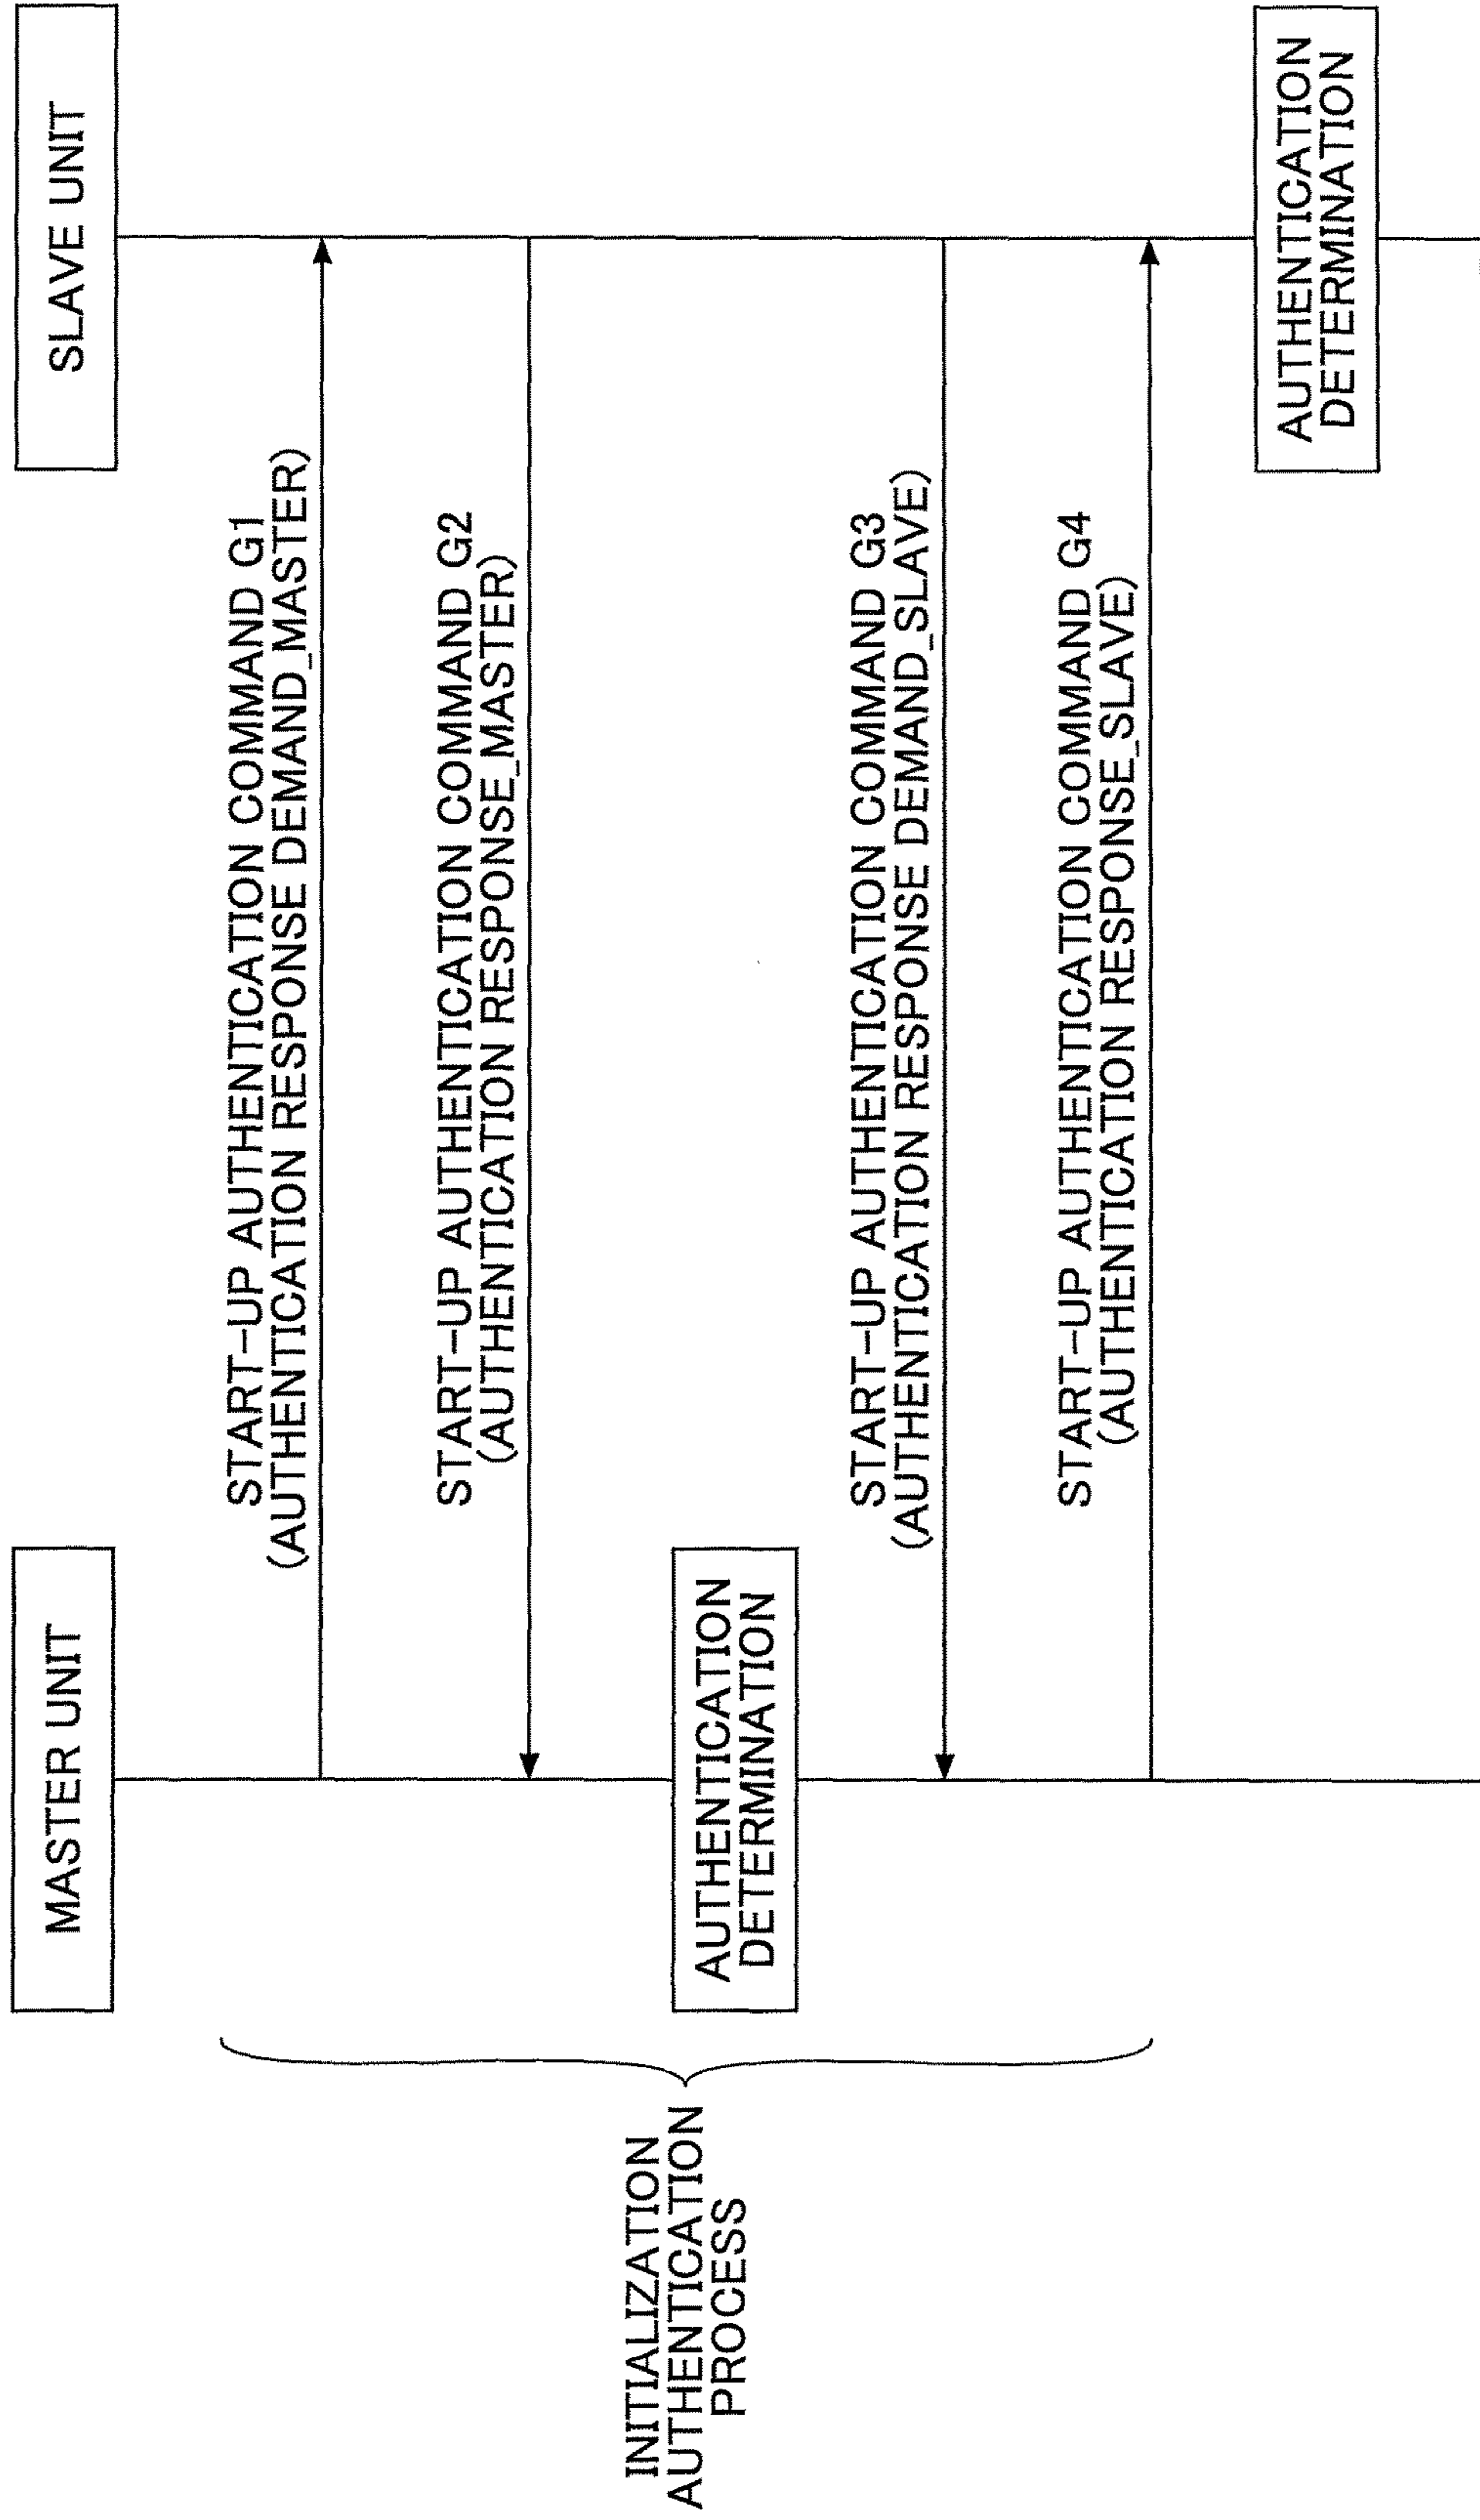 MASTER UNIT
SLAVE UNIT
START-UP AUTHENTICATION COMMAND G1
(AUTHENTICATION RESPONSE DEMAND_MASTER)
START-UP AUTHENTICATION COMMAND G2
(AUTHENTICATION RESPONSE_MASTER)
INITIALIZATION
AUTHENTICATION
PROCESS
AUTHENTICATION
DETERMINATION
START-UP AUTHENTICATION COMMAND G3
(AUTHENTICATION RESPONSE DEMAND_SLAVE)
START-UP AUTHENTICATION COMMAND G4
(AUTHENTICATION RESPONSE_SLAVE)
AUTHENTICATION
DETERMINATION